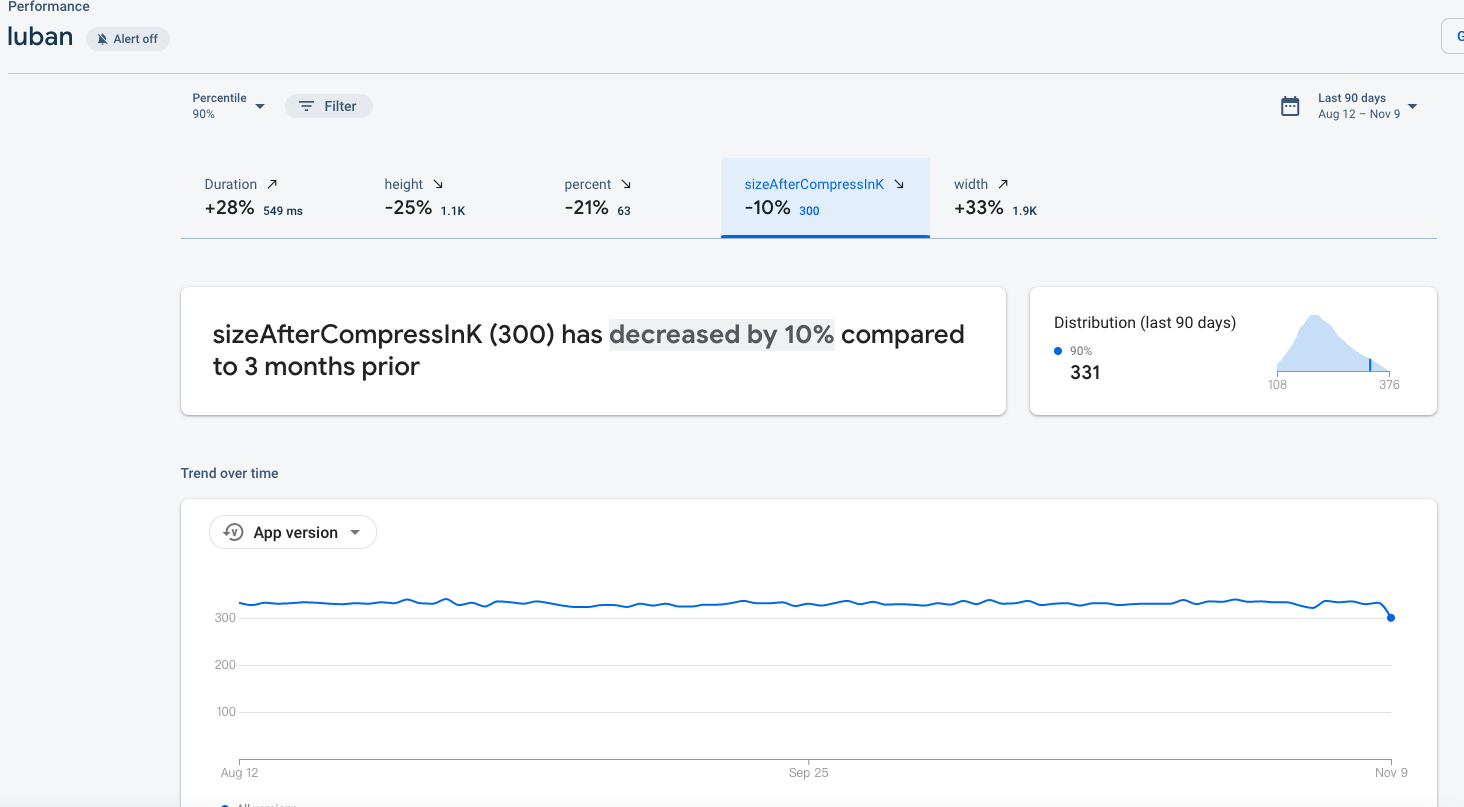 Performance
luban
Alert off
G
Percentile
90%
Filter
Last 90 days
Aug 12 – Nov 9
Duration
+28% 549 ms
height
-25% 1.1K
percent
-21% 63
sizeAfterCompressInK
-10% 300
width
+33% 1.9K
sizeAfterCompressInK (300) has decreased by 10% compared
to 3 months prior
Distribution (last 90 days)
90%
331
108
376
Trend over time
App version
300
200
100
Aug 12
Sep 25
Nov 9